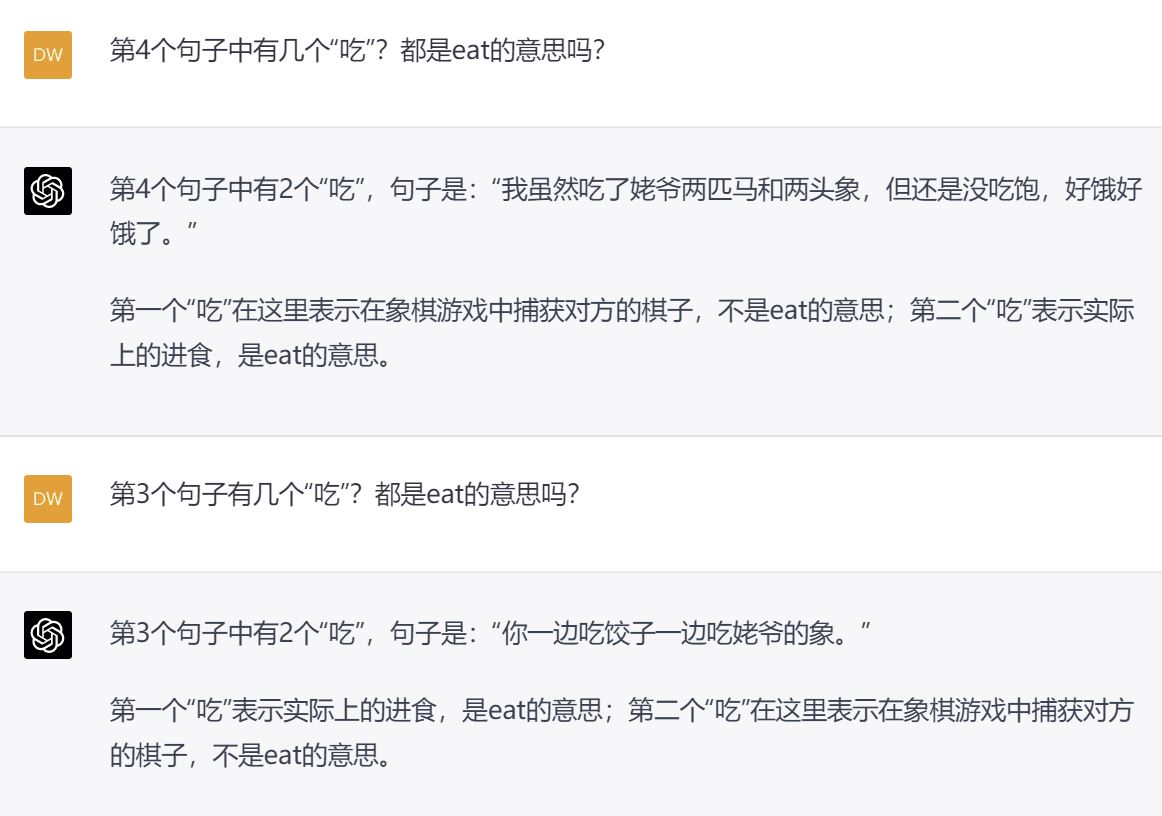 DW
第4个句子中有几个“吃”？都是eat的意思吗？
第4个句子中有2个“吃”，句子是：“我虽然吃了姥爷两匹马和两头象，但还是没吃饱，好饿好
饿了。”
第一个“吃”在这里表示在象棋游戏中捕获对方的棋子，不是eat的意思；第二个“吃”表示实际
上的进食，是eat的意思。
DW
第3个句子有几个“吃”？都是eat的意思吗？
第3个句子中有2个“吃”，句子是：“你一边吃饺子一边吃姥爷的象。”
第一个“吃”表示实际上的进食，是eat的意思；第二个“吃”在这里表示在象棋游戏中捕获对方
的棋子，不是eat的意思。